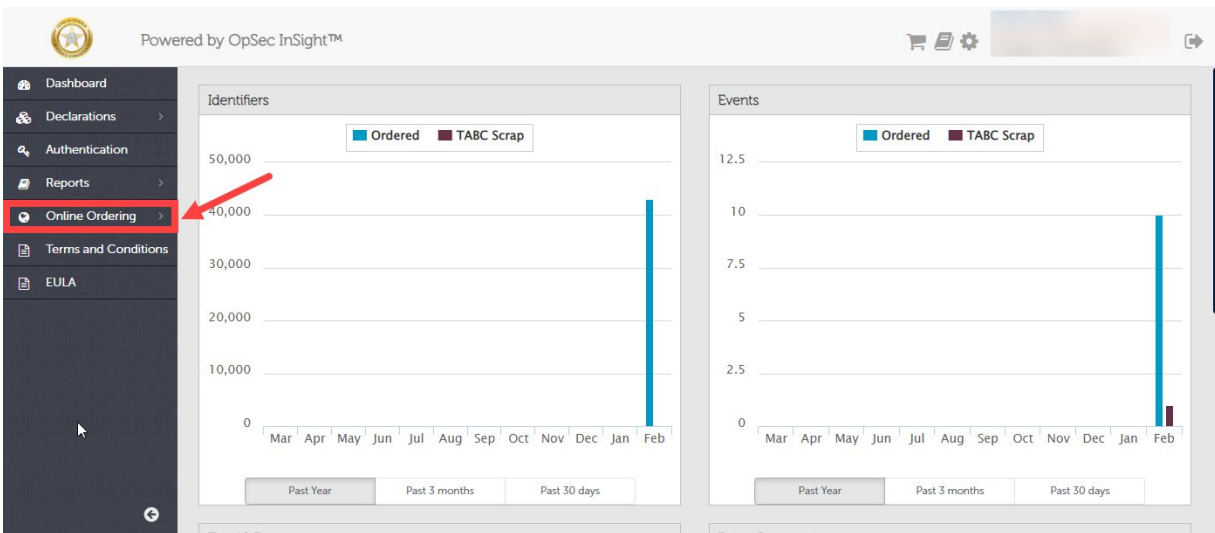 Powered by OpSec InSight™
Dashboard
Declarations
Authentication
Reports
Online Ordering
Terms and Conditions
EULA
Identifiers
Ordered TABC Scrap
50,000
40,000
30,000
20,000
10,000
0
Mar Apr May Jun Jul Aug Sep Oct Nov Dec Jan Feb
Past Year Past 3 months Past 30 days
Events
Ordered TABC Scrap
12.5
10
7.5
5
2.5
0
Mar Apr May Jun Jul Aug Sep Oct Nov Dec Jan Feb
Past Year Past 3 months Past 30 days